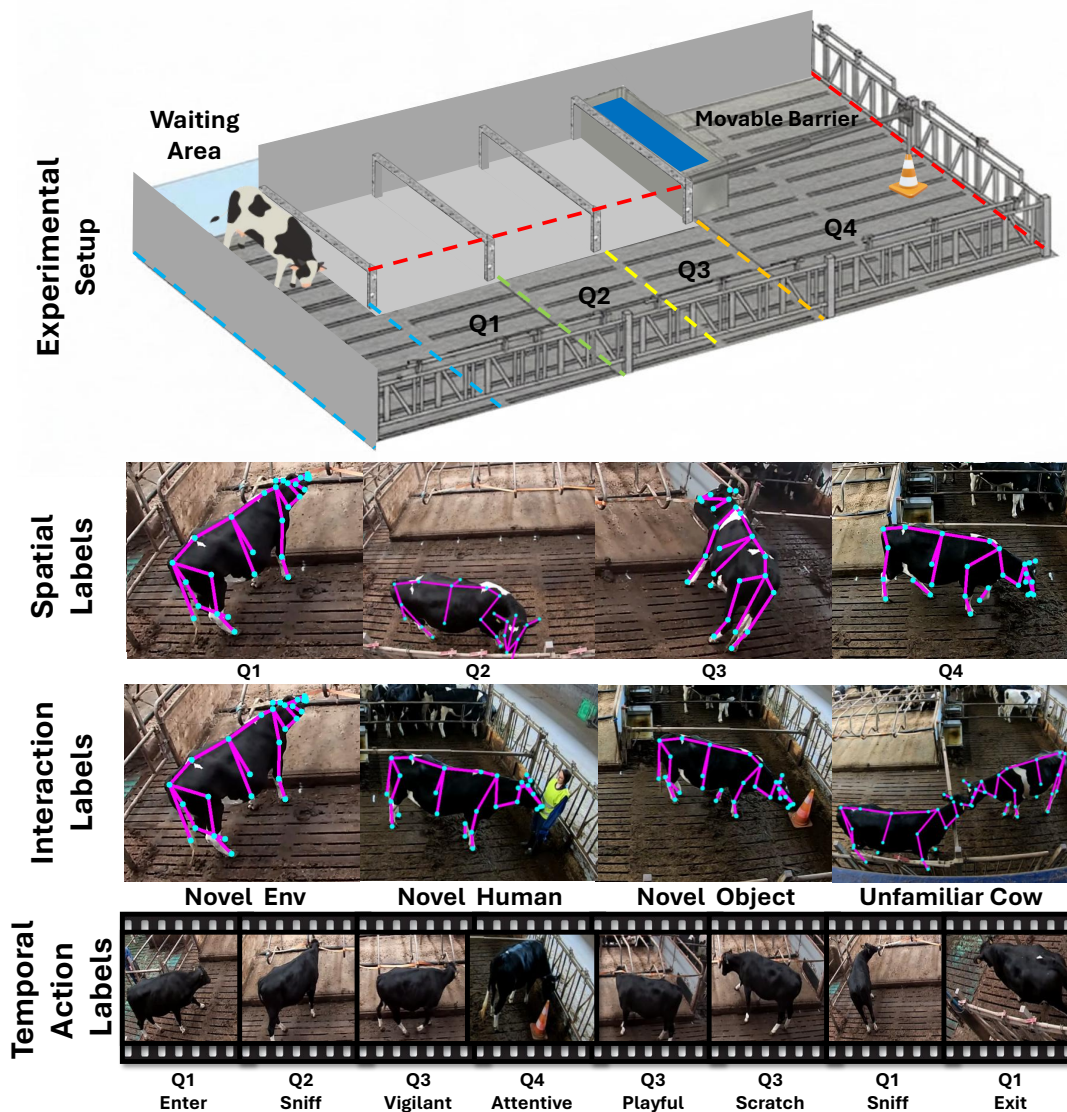 Experimental
Setup
Waiting
Area
Movable Barrier
Q1
Q2
Q3
Q4
Spatial
Labels
Q1
Q2
Q3
Q4
Interaction
Labels
Novel Env
Novel Human
Novel Object
Unfamiliar Cow
Temporal
Action
Labels
Q1
Enter
Q2
Sniff
Q3
Vigilant
Q4
Attentive
Q3
Playful
Q3
Scratch
Q1
Sniff
Q1
Exit